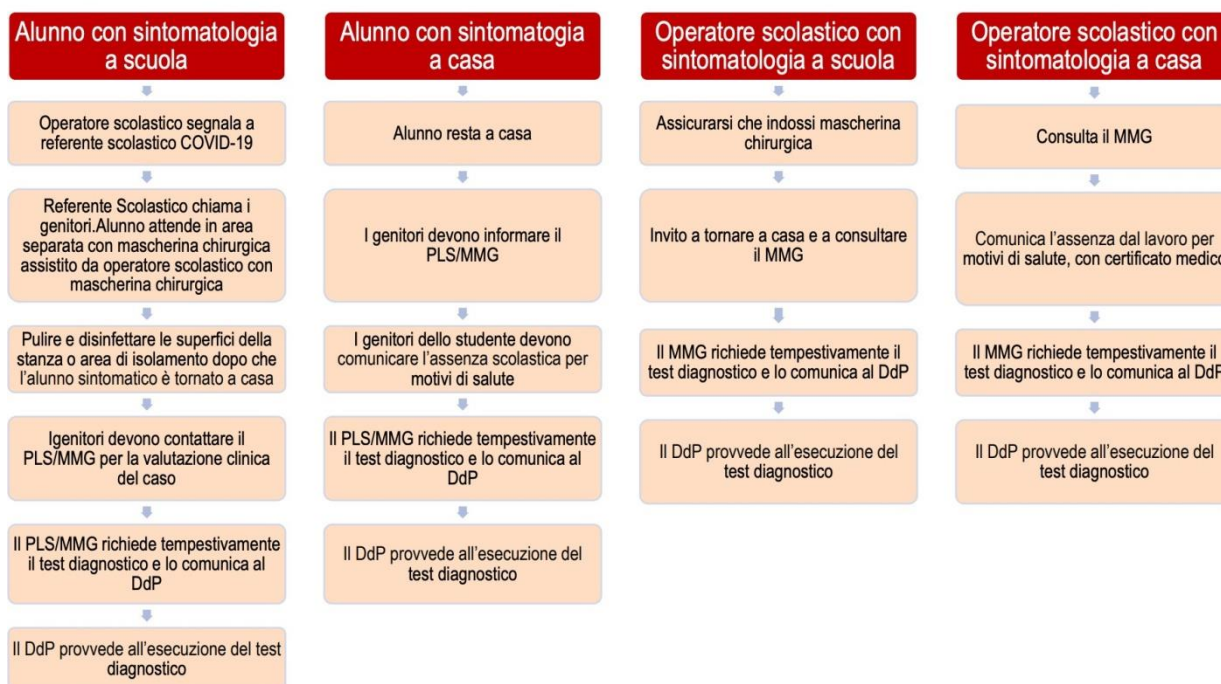 Alunno con sintomatologia
a scuola
Operatore scolastico segnala a
referente scolastico COVID-19
Referente Scolastico chiama i
genitori.Alunno attende in area
separata con mascherina chirurgica
assistito da operatore scolastico con
mascherina chirurgica
Pulire e disinfettare le superfici della
stanza o area di isolamento dopo che
l'alunno sintomatico è tornato a casa
Igenitori devono contattare il
PLS/MMG per la valutazione clinica
del caso
Il PLS/MMG richiede tempestivamente
il test diagnostico e lo comunica al
DdP
Il DdP provvede all'esecuzione del test
diagnostico
Alunno con sintomatogia
a casa
Alunno resta a casa
I genitori devono informare il
PLS/MMG
I genitori dello studente devono
comunicare l'assenza scolastica per
motivi di salute
Il PLS/MMG richiede tempestivamente
il test diagnostico e lo comunica al
DdP
Il DdP provvede all'esecuzione del
test diagnostico
Operatore scolastico con
sintomatologia a scuola
Assicurarsi che indossi mascherina
chirurgica
Invito a tornare a casa e a consultare
il MMG
Il MMG richiede tempestivamente il
test diagnostico e lo comunica al DdP
Il DdP provvede all'esecuzione del
test diagnostico
Operatore scolastico con
sintomatologia a casa
Consulta il MMG
Comunica l'assenza dal lavoro per
motivi di salute, con certificato medico
Il MMG richiede tempestivamente il
test diagnostico e lo comunica al DdP
Il DdP provvede all'esecuzione del
test diagnostico